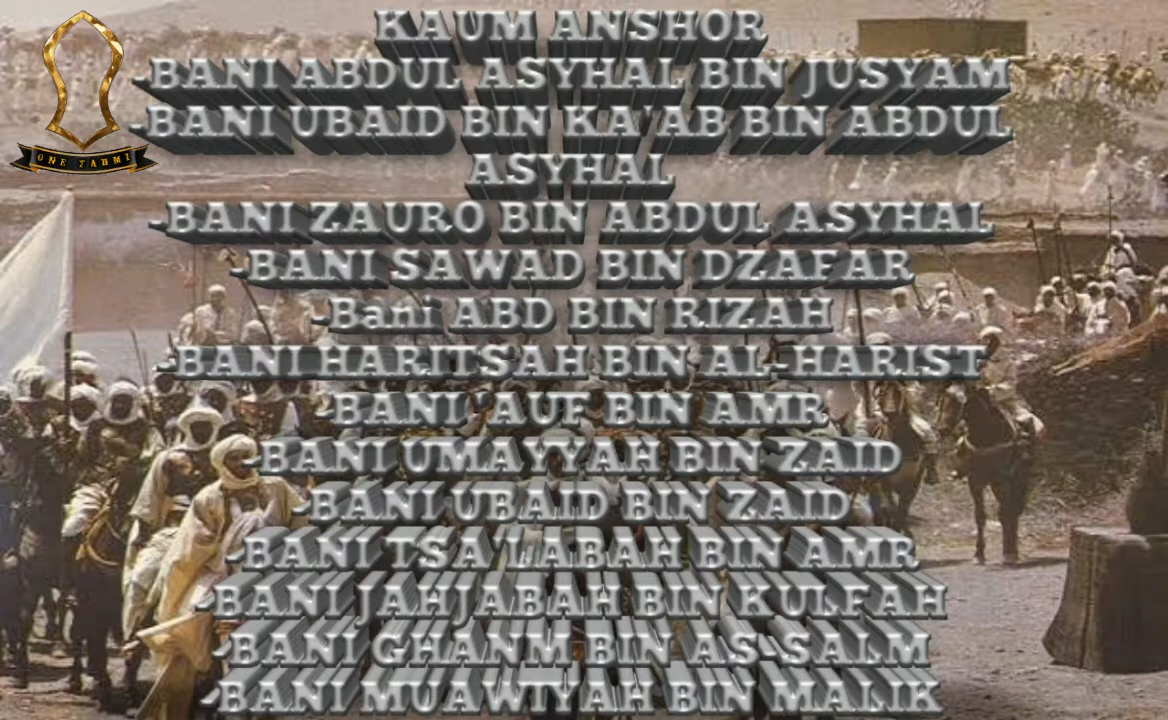 KAUM ANSHOR
-BANI ABDUL ASYHAL BIN JUSYAM
-BANI UBAID BIN KA'AB BIN ABDUL
ASYHAL
-BANI ZAURO BIN ABDUL ASYHAL
-BANI SAWAD BIN DZAFAR
-Bani ABD BIN RIZAH
-BANI HARITSAH BIN AL-HARIST
-BANI 'AUF BIN AMR
-BANI UMAYYAH BIN ZAID
-BANI UBAID BIN ZAID
-BANI TSA'LABAH BIN AMR
-BANI JAHJABAH BIN KULFAH
-BANI GHANM BIN AS-SALM
-BANI MUAWIYAH BIN MALIK
ONE FAHMI